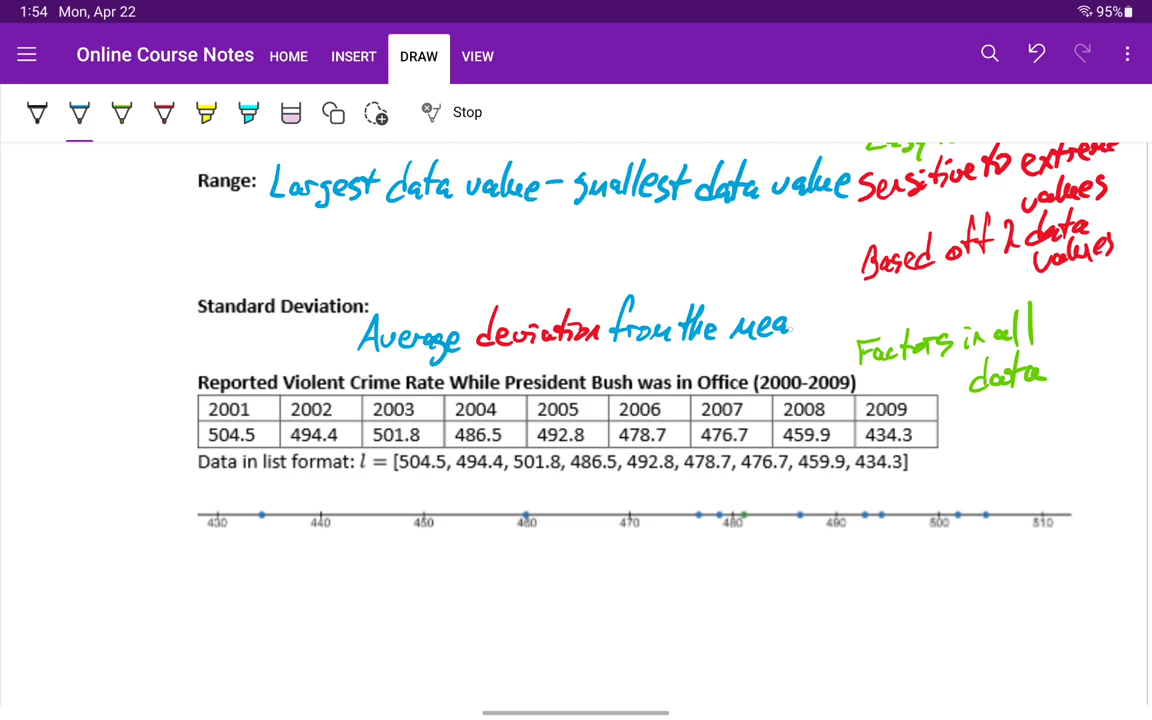 1:54 Mon, Apr 22
95%
Online Course Notes HOME INSERT DRAW VIEW
Stop
Easy
Range: Largest data value - smallest data value
Sensitive to extreme
values
Based off 2 data
values
Standard Deviation:
Average deviation from the mea
Factors in all
data
Reported Violent Crime Rate While President Bush was in Office (2000-2009)
2001 2002 2003 2004 2005 2006 2007 2008 2009
504.5 494.4 501.8 486.5 492.8 478.7 476.7 459.9 434.3
Data in list format: l = [504.5, 494.4, 501.8, 486.5, 492.8, 478.7, 476.7, 459.9, 434.3]
430 440 450 460 470 480 490 500 510